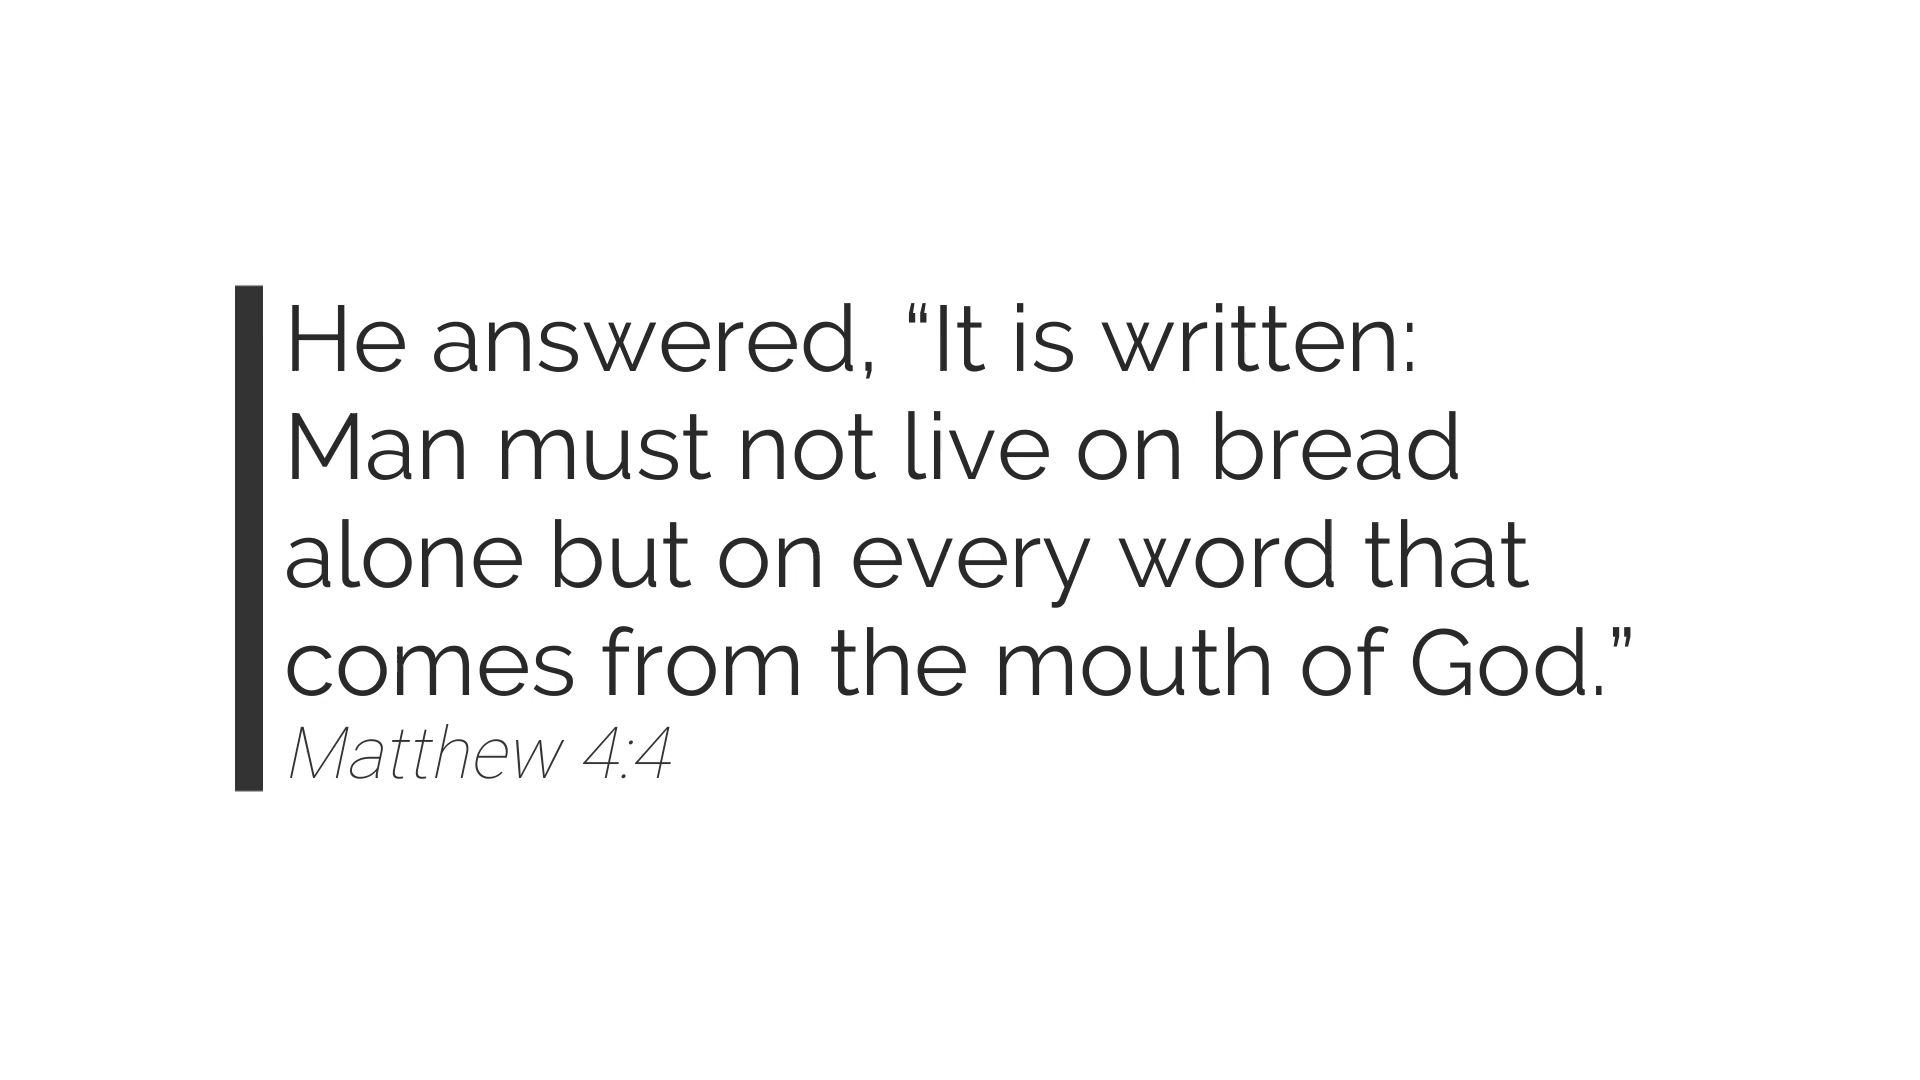 He answered, “It is written:
Man must not live on bread
alone but on every word that
comes from the mouth of God.”
Matthew 4:4